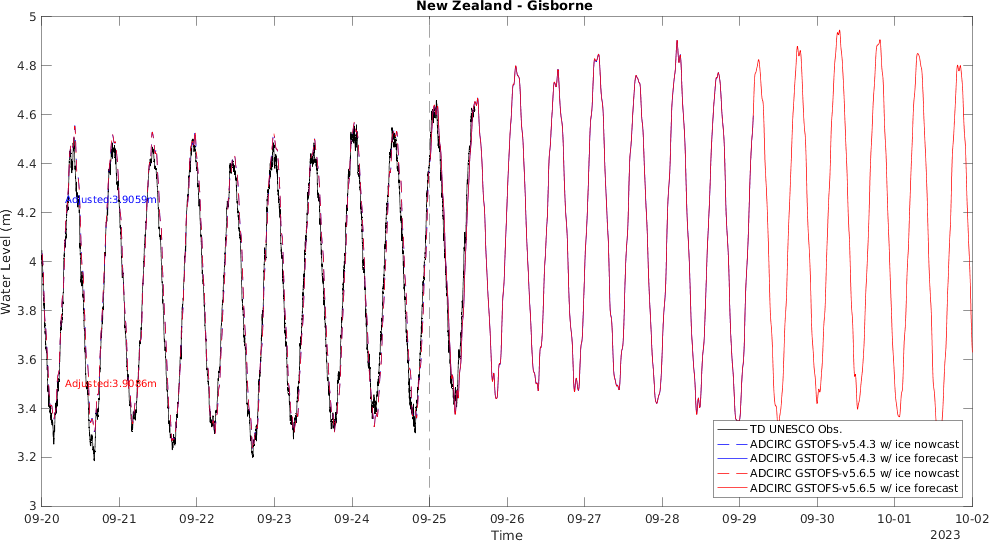 New Zealand - Gisborne
Water Level (m)
5
4.8
4.6
4.4
4.2
4
3.8
3.6
3.4
3.2
3
Adjusted:3.9059m
Adjusted:3.9086m
TD UNESCO Obs.
ADCIRC GSTOFS-v5.4.3 w/ ice nowcast
ADCIRC GSTOFS-v5.4.3 w/ ice forecast
ADCIRC GSTOFS-v5.6.5 w/ ice nowcast
ADCIRC GSTOFS-v5.6.5 w/ ice forecast
09-20 09-21 09-22 09-23 09-24 09-25 09-26 09-27 09-28 09-29 09-30 10-01 10-02
Time
2023